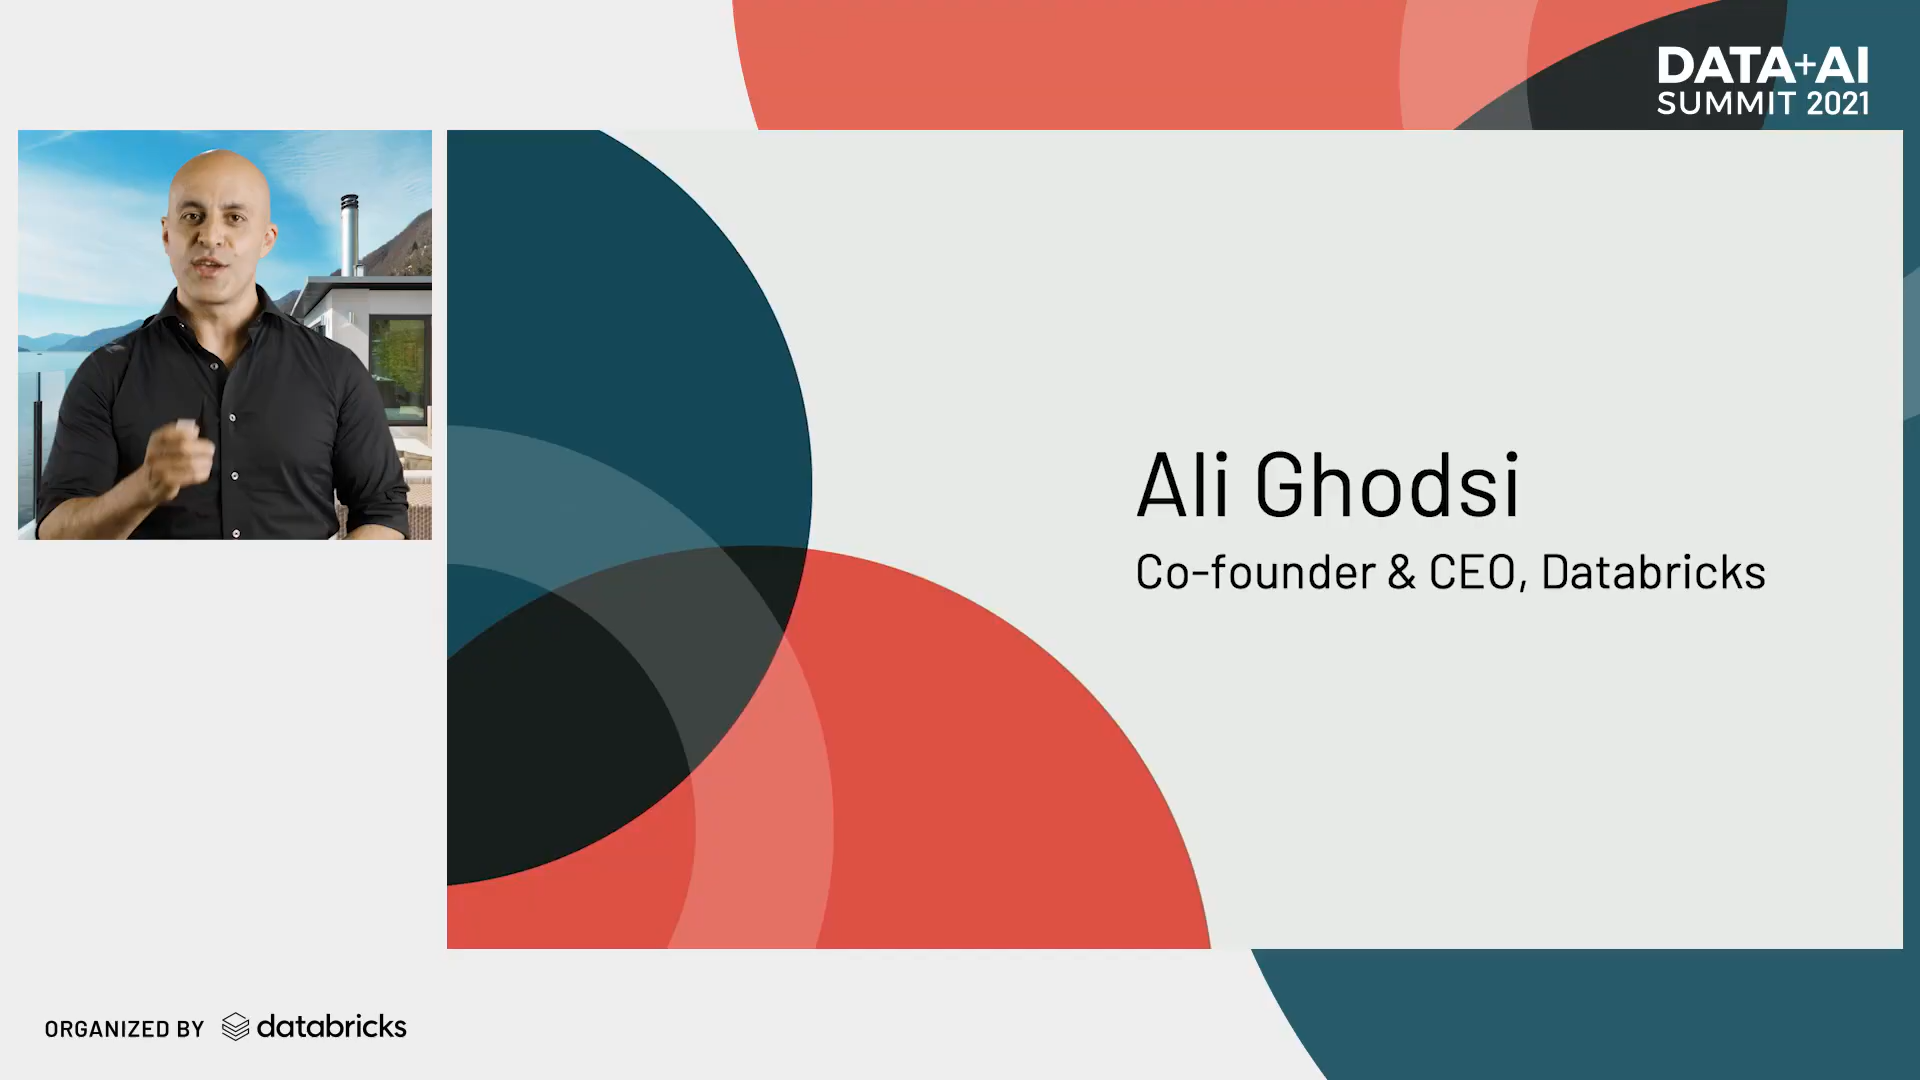 DATA+AI
SUMMIT 2021
Ali Ghodsi
Co-founder & CEO, Databricks
ORGANIZED BY databricks